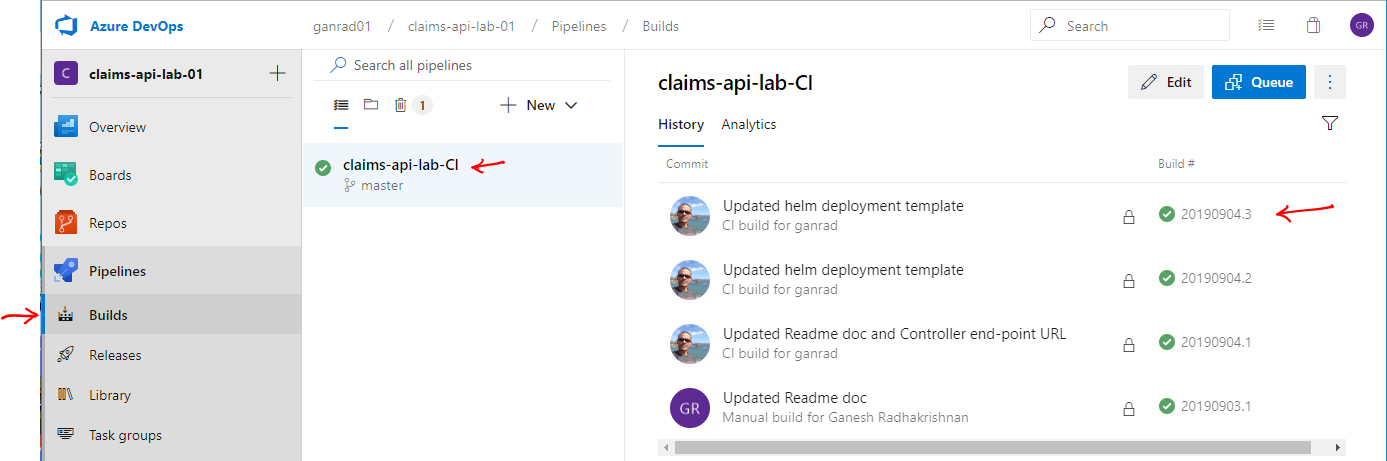 Azure DevOps
ganrad01 / claims-api-lab-01 / Pipelines / Builds
Search
GR
C claims-api-lab-01
Overview
Boards
Repos
Pipelines
Builds
Releases
Library
Task groups
Search all pipelines
1
New
claims-api-lab-CI
master
claims-api-lab-CI
Edit
Queue
History Analytics
Commit Build #
Updated helm deployment template
CI build for ganrad
20190904.3
Updated helm deployment template
CI build for ganrad
20190904.2
Updated Readme doc and Controller end-point URL
CI build for ganrad
20190904.1
GR
Updated Readme doc
Manual build for Ganesh Radhakrishnan
20190903.1